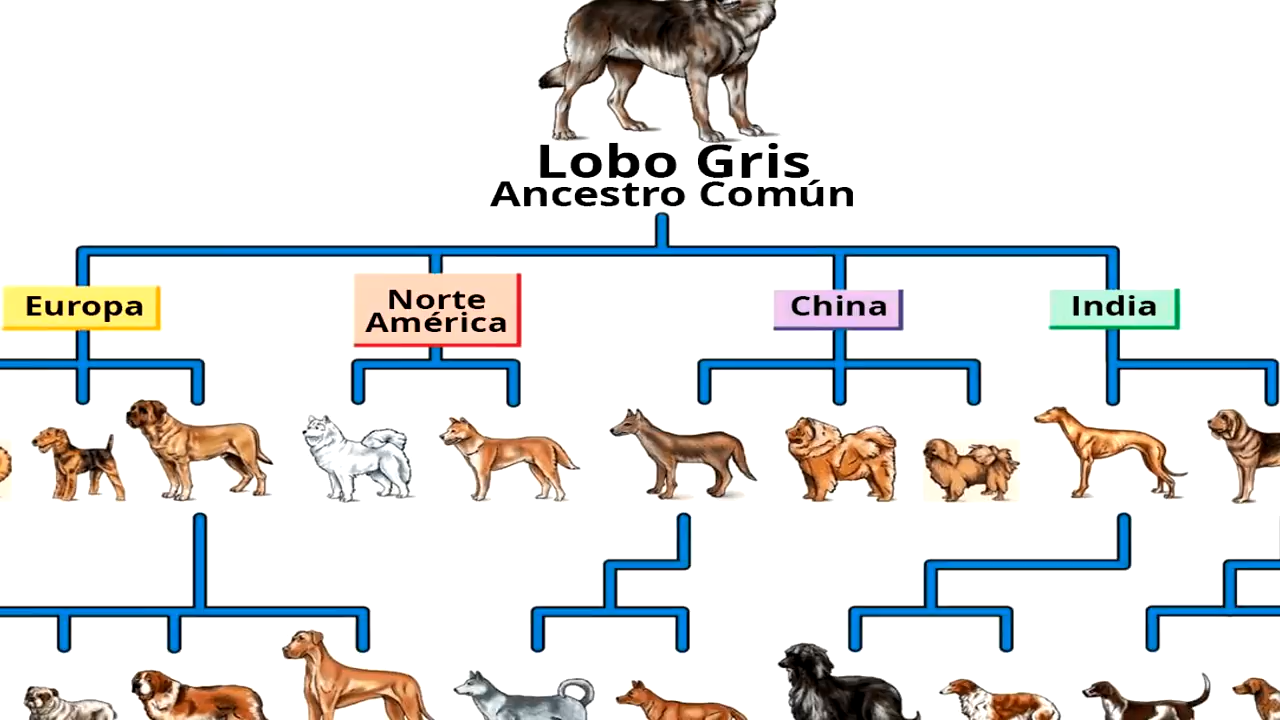 Lobo Gris
Ancestro Común
Europa
Norte
América
China
India